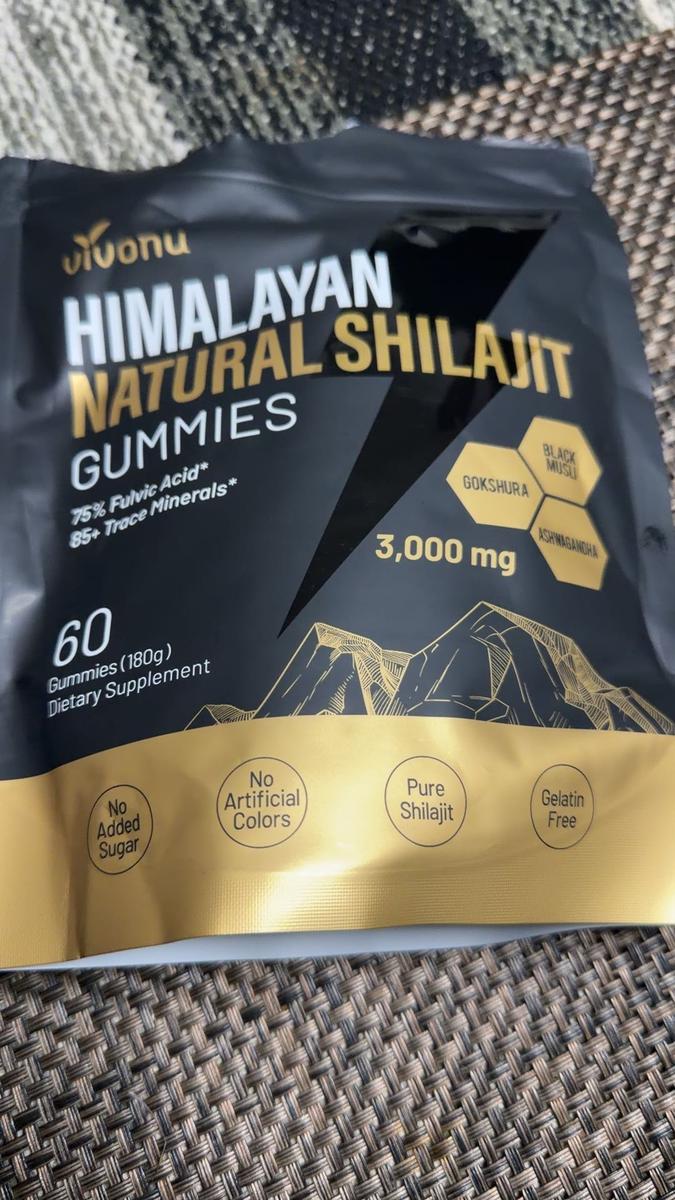 vivonu
HIMALAYAN
NATURAL SHILAJIT
GUMMIES
75% Fulvic Acid*
85+ Trace Minerals*
BLACK
MUSLI
GOKSHURA
ASHWAGANDHA
3,000 mg
60
Gummies (180g)
Dietary Supplement
No
Added
Sugar
No
Artificial
Colors
Pure
Shilajit
Gelatin
Free